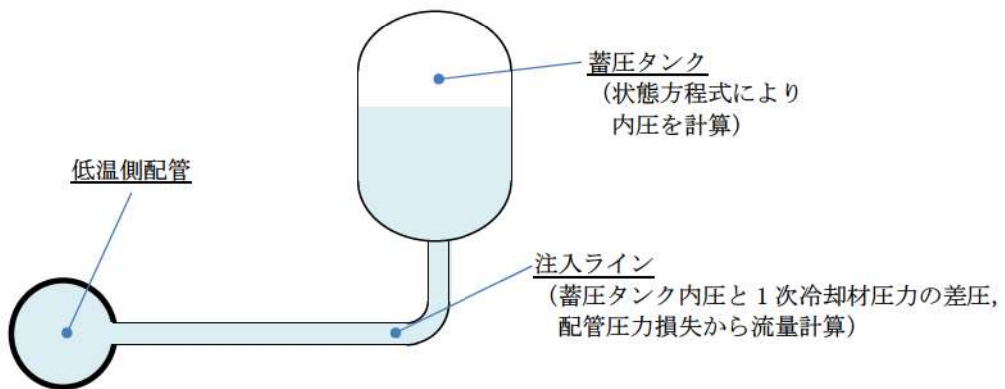 蓄圧タンク
（状態方程式により
内圧を計算）
低温側配管
注入ライン
（蓄圧タンク内圧と１次冷却材圧力の差圧，
配管圧力損失から流量計算）